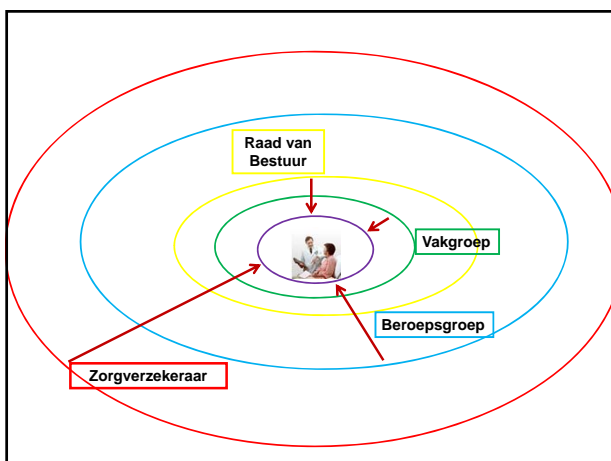 Raad van
Bestuur
Vakgroep
Beroepsgroep
Zorgverzekeraar